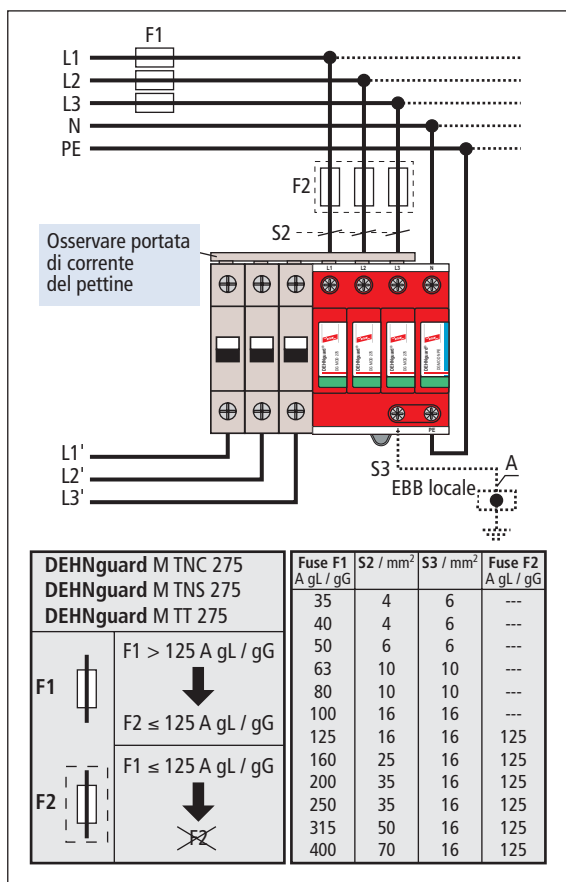 F1
L1
L2
L3
N
PE
F2
S2
Osservare portata
di corrente
del pettine
L1 L2 L3 N
DEHNguard® DEHNguard® DEHNguard®
PE
L1'
L2'
L3'
S3
A
EBB locale
DEHNguard M TNC 275
DEHNguard M TNS 275
DEHNguard M TT 275
F1
F1 > 125 A gL / gG
F2 ≤ 125 A gL / gG
F2
F1 ≤ 125 A gL / gG
F2
Fuse F1 S2 / mm² S3 / mm² Fuse F2
A gL / gG A gL / gG
35 4 6 ---
40 4 6 ---
50 6 6 ---
63 10 10 ---
80 10 10 ---
100 16 16 ---
125 16 16 125
160 25 16 125
200 35 16 125
250 35 16 125
315 50 16 125
400 70 16 125